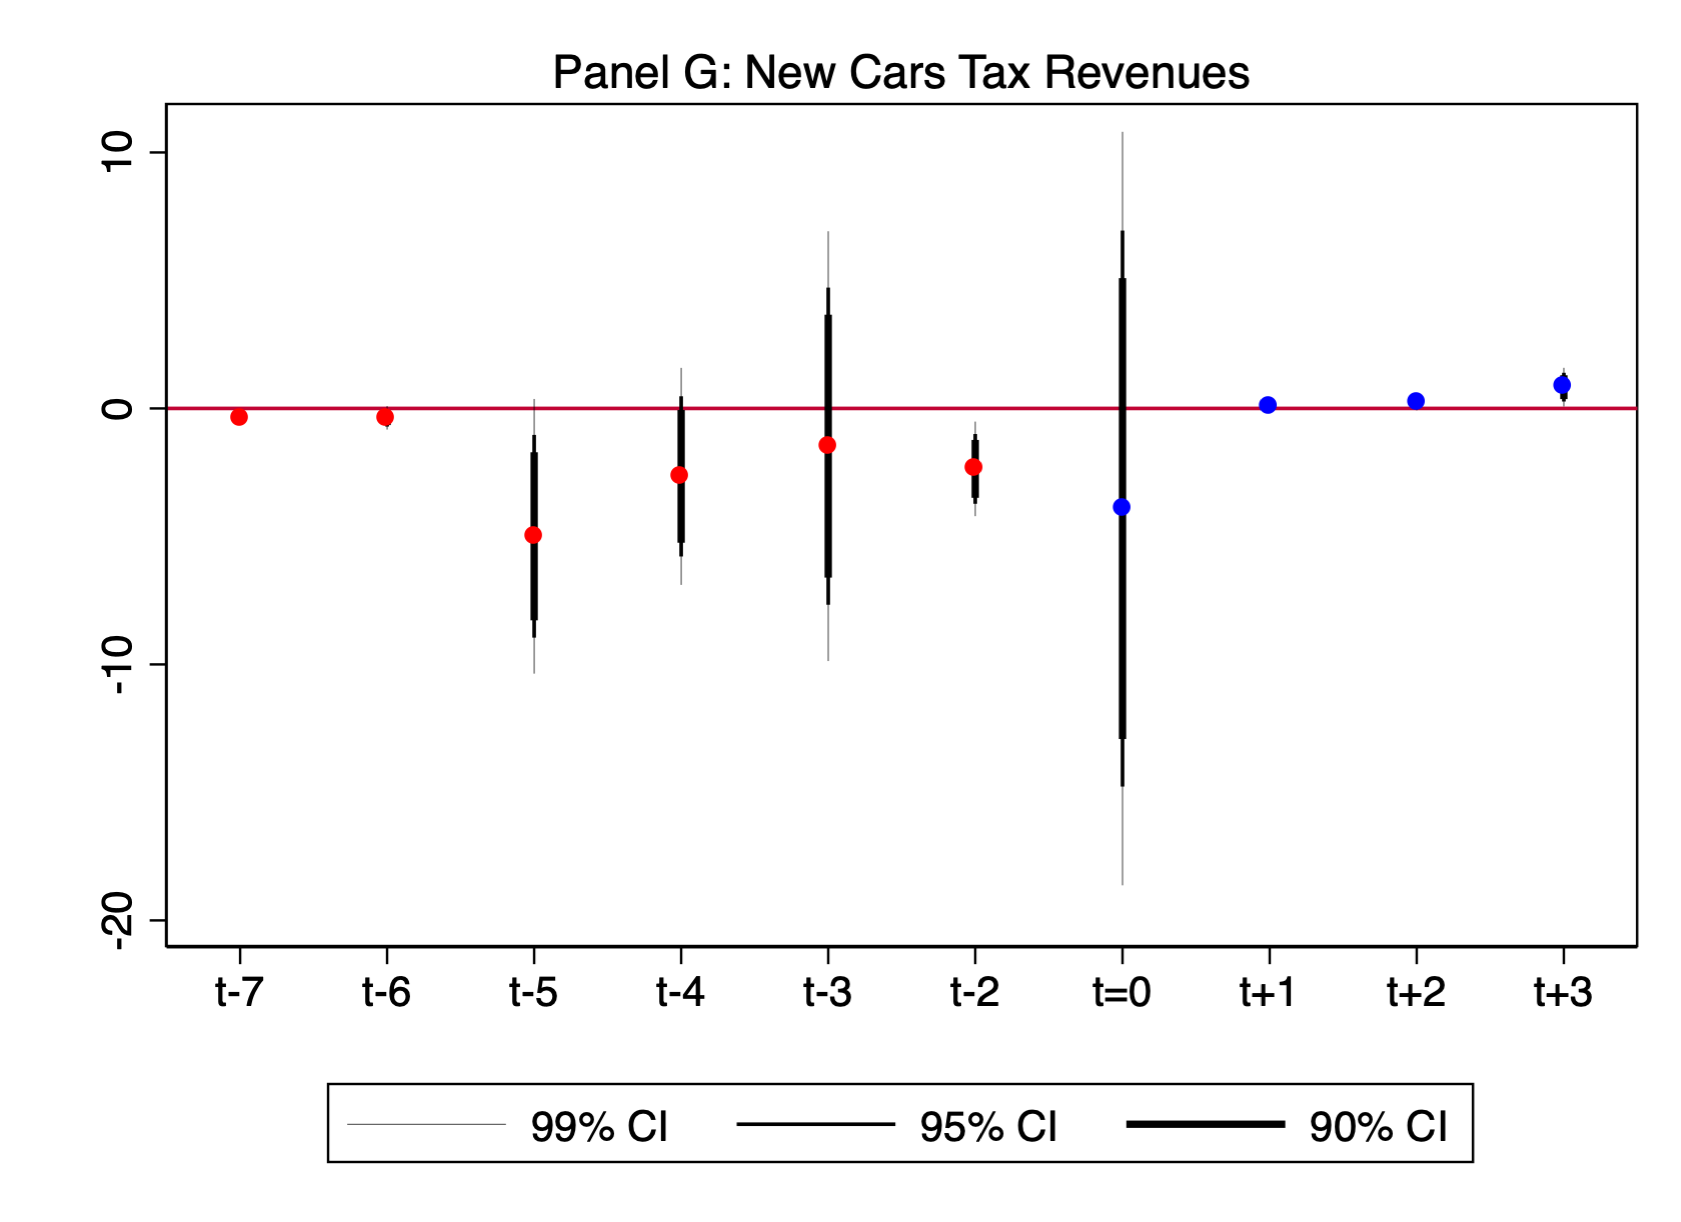 Panel G: New Cars Tax Revenues
10
0
-10
-20
t-7 t-6 t-5 t-4 t-3 t-2 t=0 t+1 t+2 t+3
99% CI 95% CI 90% CI